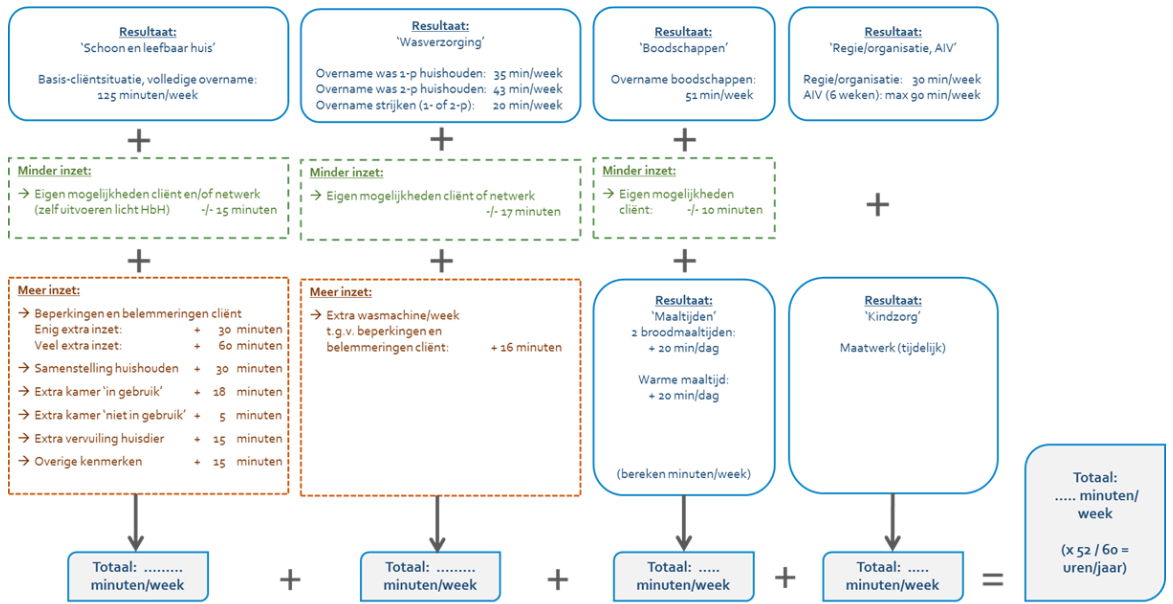 Resultaat:
'Schoon en leefbaar huis'
Basis-cliëntsituatie, volledige overname:
125 minuten/week
Resultaat:
'Wasverzorging'
Overname was 1-p huishouden: 35 min/week
Overname was 2-p huishouden: 43 min/week
Overname strijken (1- of 2-p): 20 min/week
Resultaat:
'Boodschappen'
Overname boodschappen:
51 min/week
Resultaat:
'Regie/organisatie, AIV'
Regie/organisatie: 30 min/week
AIV (6 weken): max 90 min/week
+
+
+
Minder inzet:
→ Eigen mogelijkheden cliënt en/of netwerk
(zelf uitvoeren licht HbH) -/- 15 minuten
Minder inzet:
→ Eigen mogelijkheden cliënt of netwerk
-/- 17 minuten
Minder inzet:
→ Eigen mogelijkheden
cliënt: -/- 10 minuten
+
+
+
+
Meer inzet:
→ Beperkingen en belemmeringen cliënt
Enig extra inzet: + 30 minuten
Veel extra inzet: + 60 minuten
→ Samenstelling huishouden + 30 minuten
→ Extra kamer 'in gebruik' + 18 minuten
→ Extra kamer 'niet in gebruik' + 5 minuten
→ Extra vervuiling huisdier + 15 minuten
→ Overige kenmerken + 15 minuten
Meer inzet:
→ Extra wasmachine/week
t.g.v. beperkingen en
belemmeringen cliënt: + 16 minuten
Resultaat:
'Maaltijden'
2 broodmaaltijden:
+ 20 min/dag
Warme maaltijd:
+ 20 min/dag
(bereken minuten/week)
Resultaat:
'Kindzorg'
Maatwerk (tijdelijk)
Totaal: .........
minuten/week
+
Totaal: .........
minuten/week
+
Totaal: .....
minuten/week
+
Totaal: .....
minuten/week
=
Totaal:
..... minuten/
week
(x 52 / 60 =
uren/jaar)